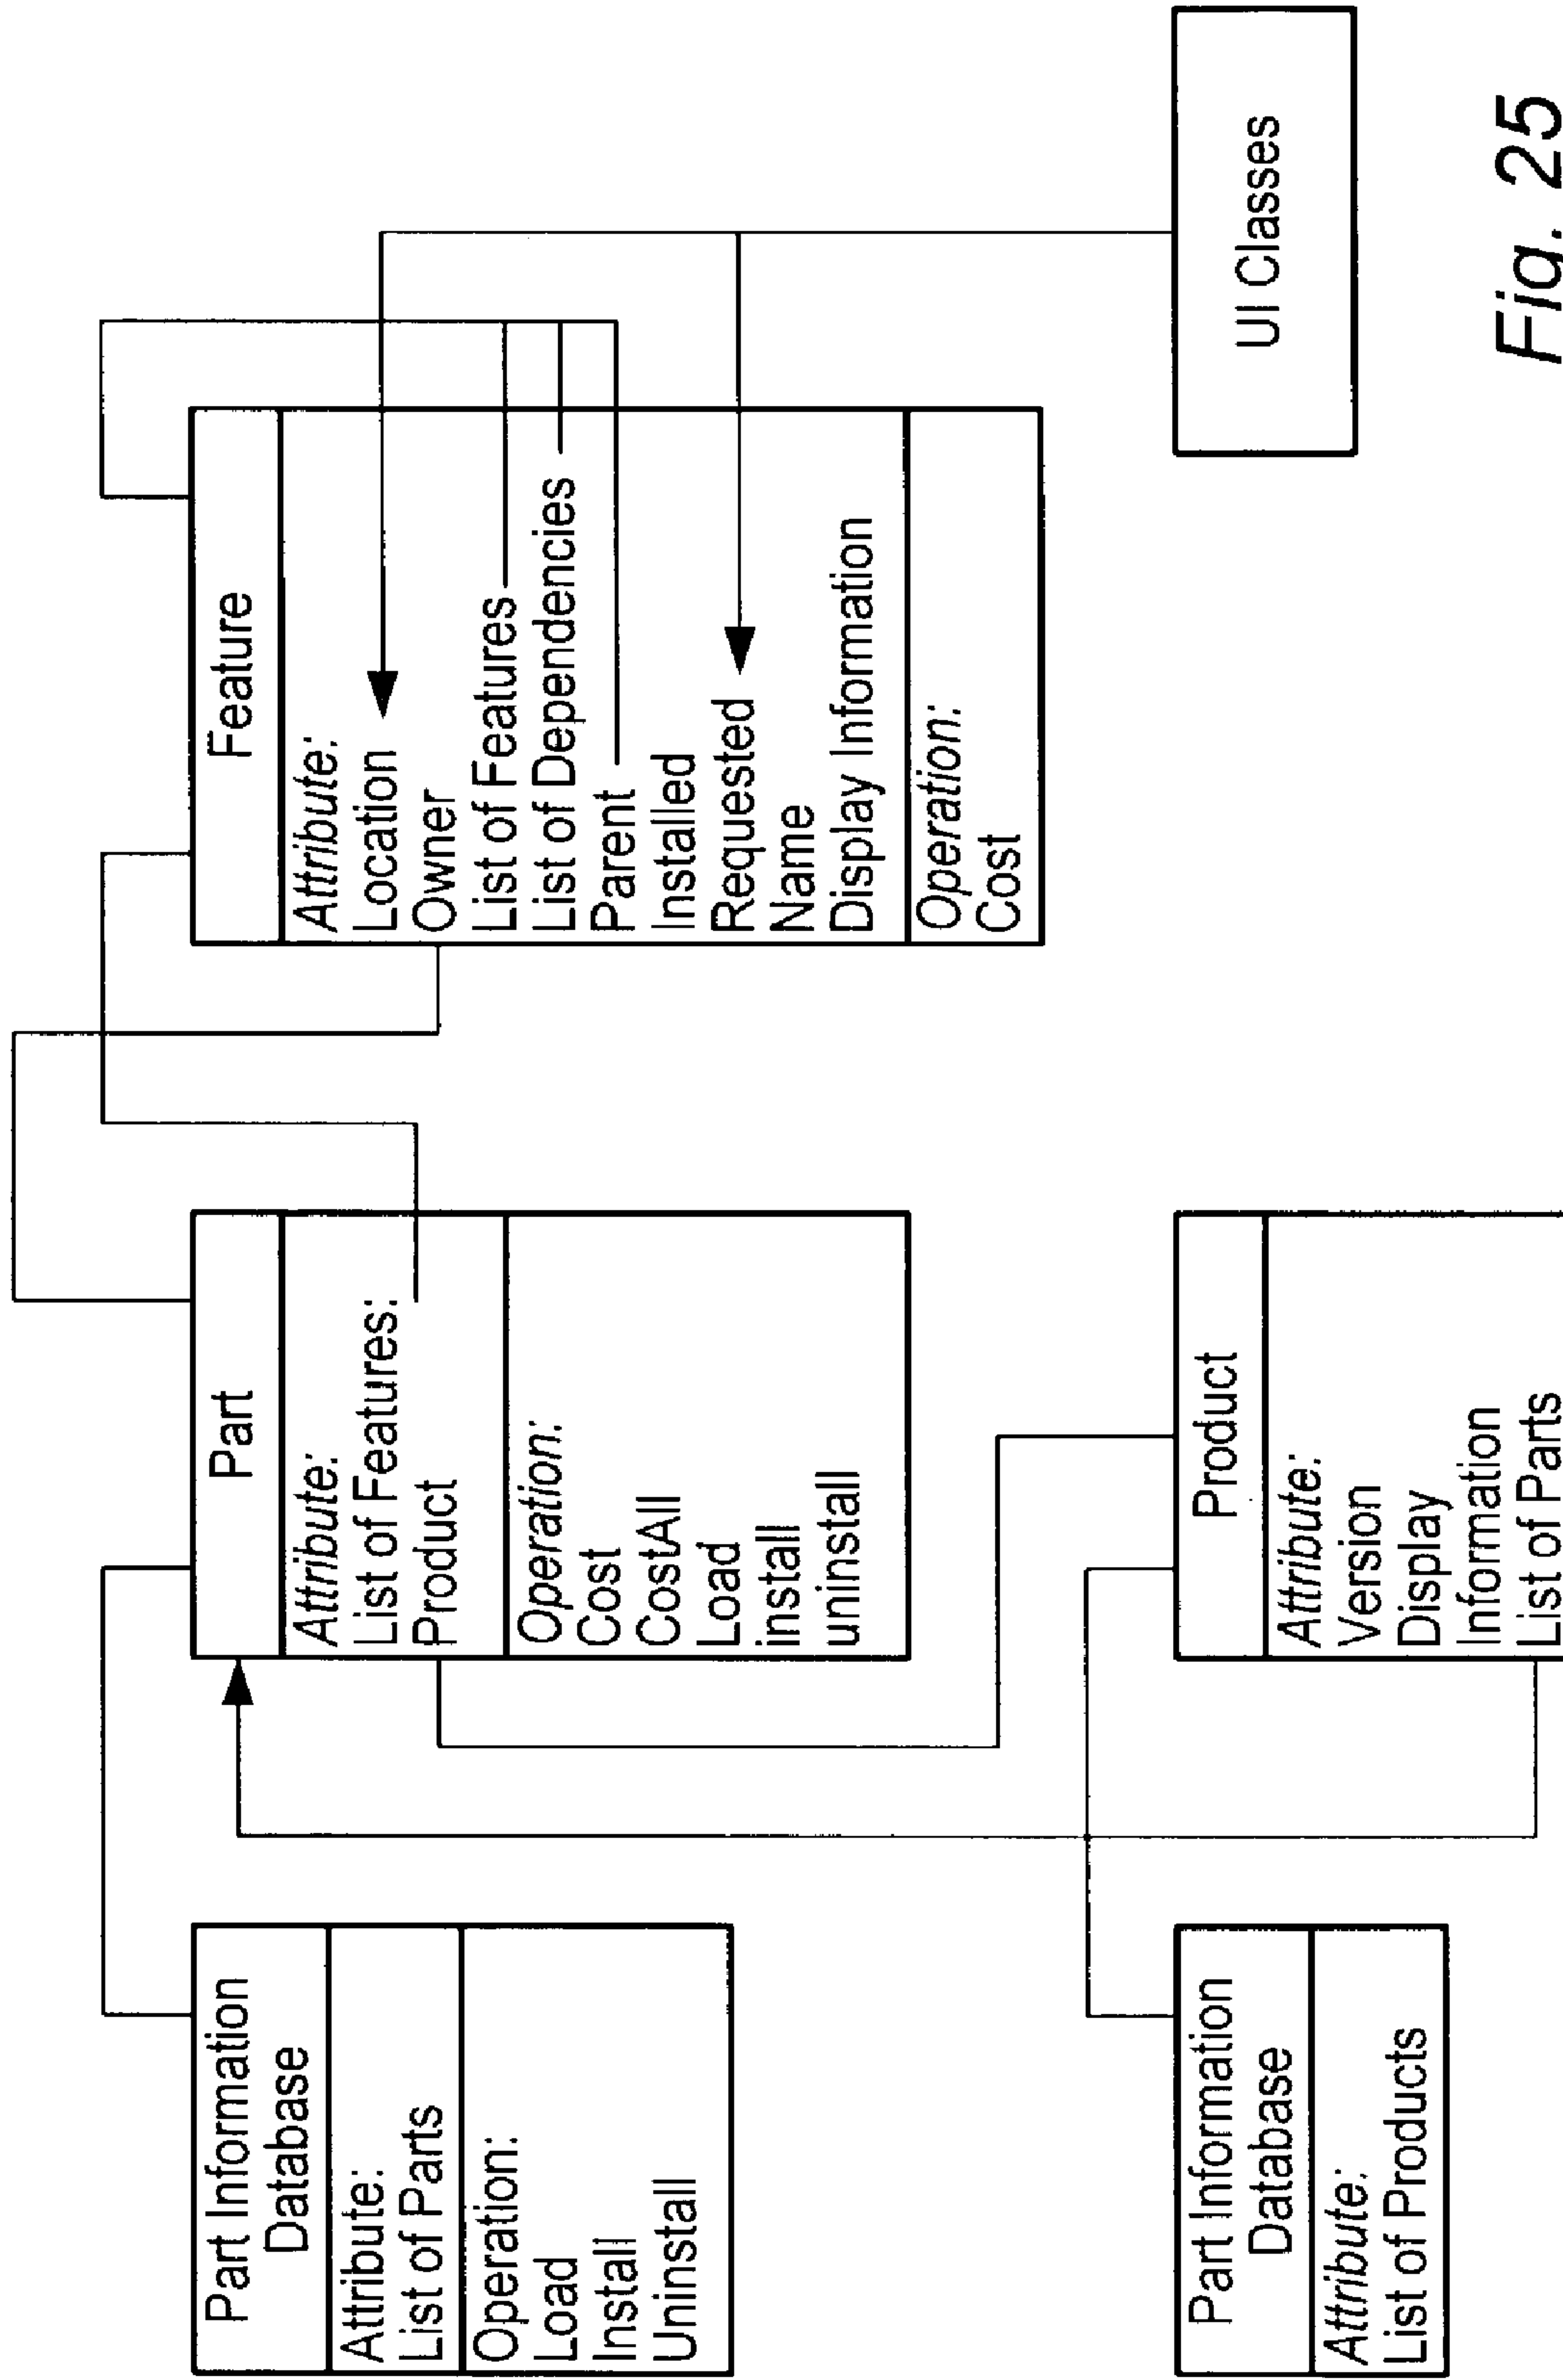 Part Information
Database
Attribute:
List of Parts
Operation:
Load
Install
Uninstall
Part
Attribute:
List of Features:
Product
Operation:
Cost
CostAll
Load
install
uninstall
Feature
Attribute:
Location
Owner
List of Features
List of Dependencies
Parent
Installed
Requested
Name
Display Information
Operation:
Cost
Part Information
Database
Attribute:
List of Products
Product
Attribute:
Version
Display
Information
List of Parts
UI Classes
Fig. 25